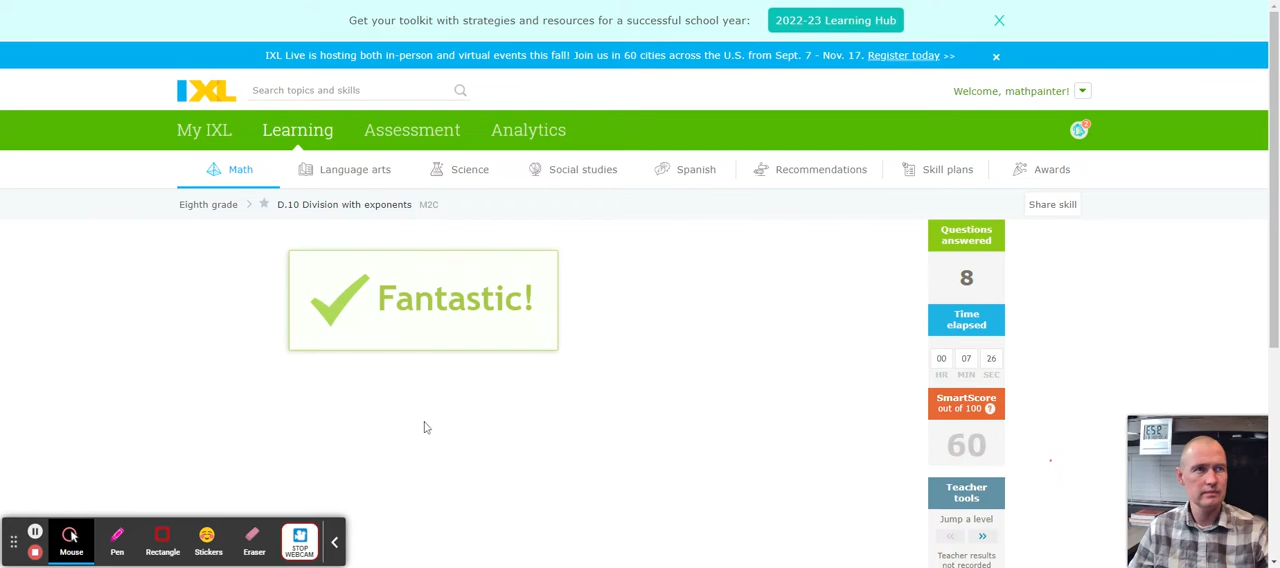 Get your toolkit with strategies and resources for a successful school year: 2022-23 Learning Hub
IXL Live is hosting both in-person and virtual events this fall! Join us in 60 cities across the U.S. from Sept. 7 - Nov. 17. Register today >>
IXL Search topics and skills Welcome, mathpainter!
My IXL Learning Assessment Analytics 2
Math Language arts Science Social studies Spanish Recommendations Skill plans Awards
Eighth grade > D.10 Division with exponents M2C Share skill
Questions
answered
Fantastic!
8
Time
elapsed
00 07 26
HR MIN SEC
SmartScore
out of 100 ?
60
Teacher
tools
Jump a level
« »
Teacher results
not recorded
Mouse Pen Rectangle Stickers Eraser STOP
WEBCAM